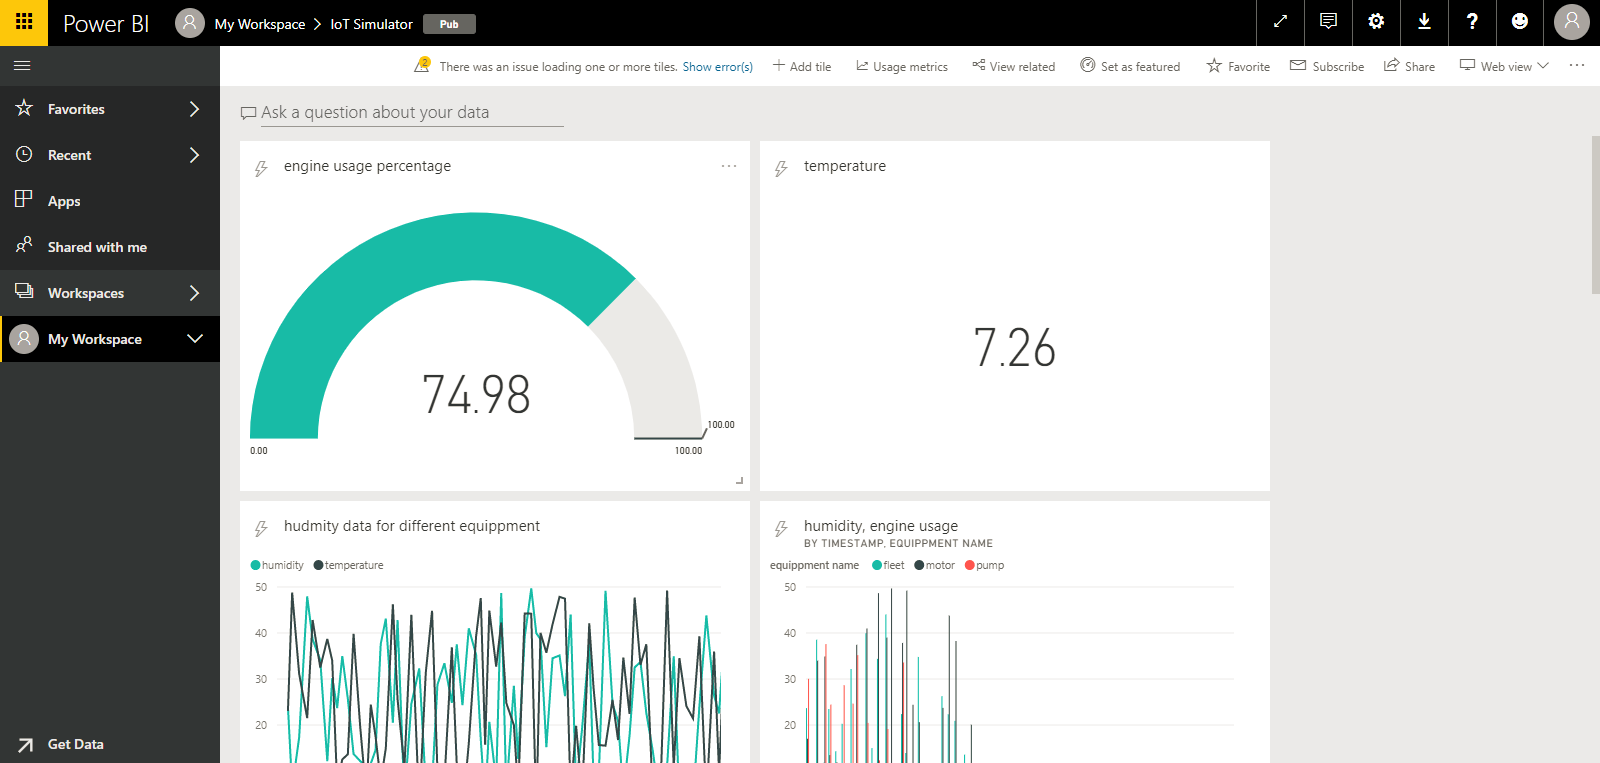 Power BI My Workspace > IoT Simulator Pub
2 There was an issue loading one or more tiles. Show error(s) Add tile Usage metrics View related Set as featured Favorite Subscribe Share Web view
Favorites
Recent
Apps
Shared with me
Workspaces
My Workspace
Get Data
Ask a question about your data
engine usage percentage
74.98
0.00
100.00
100.00
temperature
7.26
hudmity data for different equippment
humidity temperature
50
40
30
20
humidity, engine usage
BY TIMESTAMP, EQUIPPMENT NAME
equippment name fleet motor pump
50
40
30
20